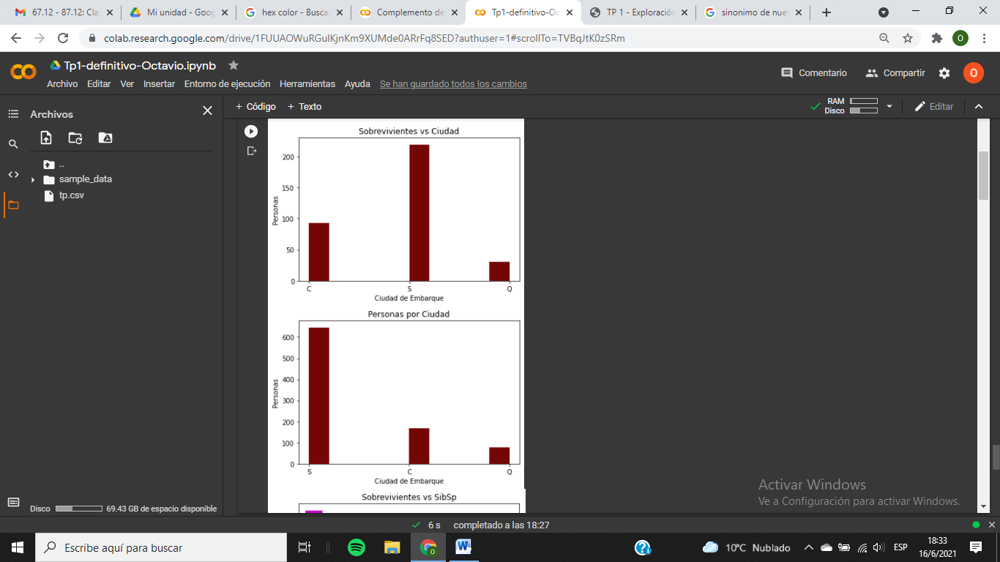 67.12 - 87.12: Cla
Mi unidad - Goog
hex color - Buscar
Complemento de
Tp1-definitivo-Oc
TP 1 - Exploración
sinonimo de nue
colab.research.google.com/drive/1FUUAOWuRGulKjnKm9XUMde0ARrFq8SED?authuser=1#scrollTo=TVBqJtK0zSRm
O
Tp1-definitivo-Octavio.ipynb
Archivo Editar Ver Insertar Entorno de ejecución Herramientas Ayuda Se han guardado todos los cambios
Comentario Compartir O
Archivos
+ Código + Texto
RAM
Disco
Editar
..
sample_data
tp.csv
Sobrevivientes vs Ciudad
200
150
100
50
0
Personas
C S Q
Ciudad de Embarque
Personas por Ciudad
600
500
400
300
200
100
0
Personas
S C Q
Ciudad de Embarque
Sobrevivientes vs SibSp
Activar Windows
Ve a Configuración para activar Windows.
Disco 69.43 GB de espacio disponible
6 s completado a las 18:27
Escribe aquí para buscar
O
W
10°C Nublado
ESP
18:33
16/6/2021